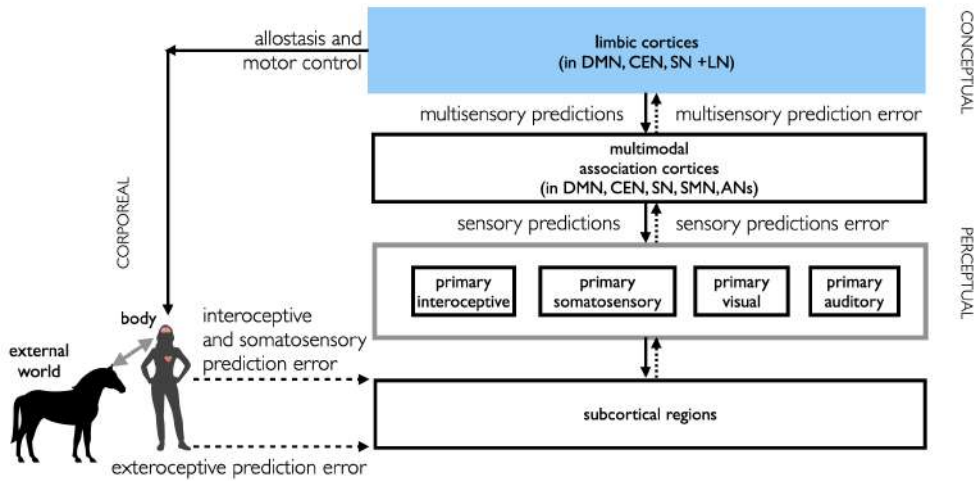 allostasis and
motor control
limbic cortices
(in DMN, CEN, SN +LN)
CONCEPTUAL
multisensory predictions
multisensory prediction error
multimodal
association cortices
(in DMN, CEN, SN, SMN, ANs)
CORPOREAL
sensory predictions
sensory predictions error
PERCEPTUAL
primary
interoceptive
primary
somatosensory
primary
visual
primary
auditory
body
external
world
interoceptive
and somatosensory
prediction error
subcortical regions
exteroceptive prediction error